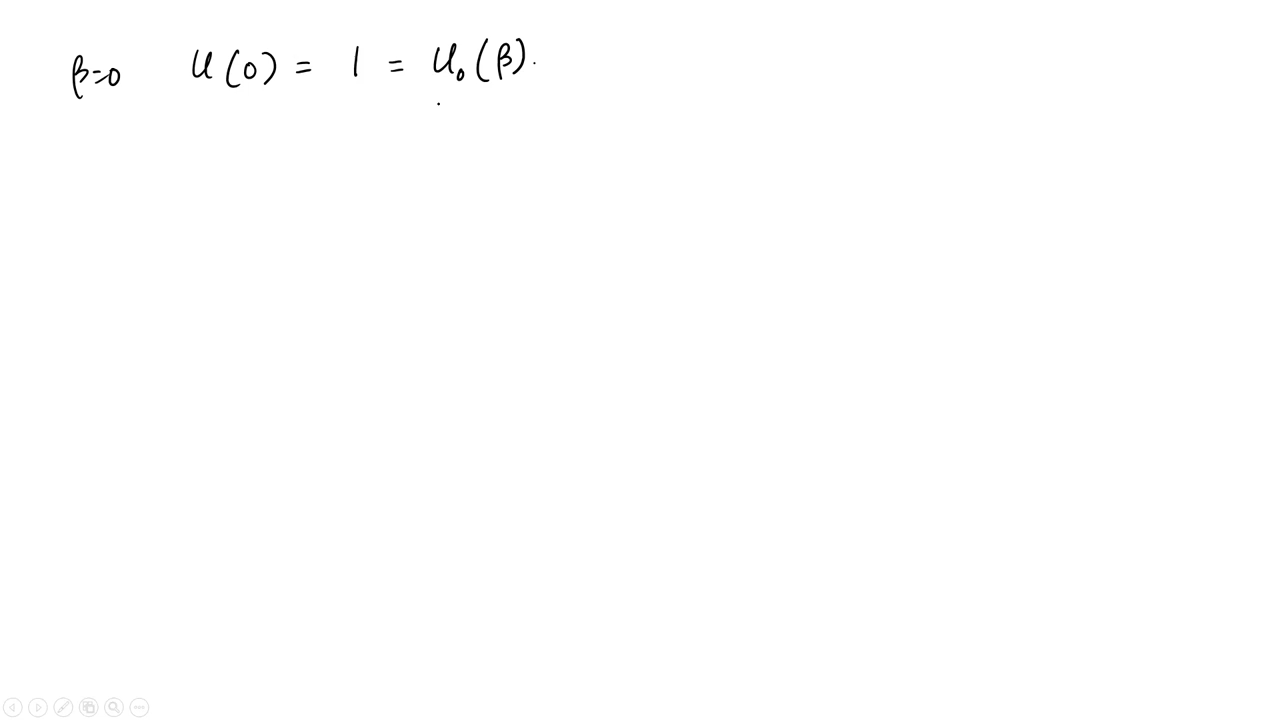 β=0 U(0) = 1 = U₀(β).